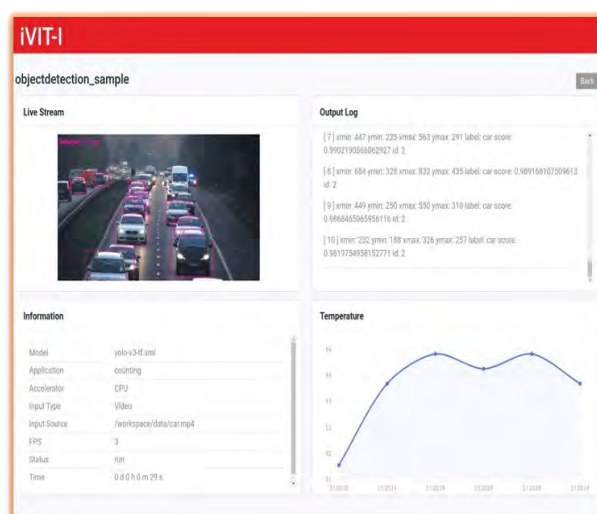 iVIT-I
objectdetection_sample
Back
Live Stream
Output Log
[ 7 ] xmin: 447 ymin: 225 xmax: 563 ymax: 291 label: car score:
0.9902190566062927 id: 2
[ 8 ] xmin: 684 ymin: 328 xmax: 832 ymax: 435 label: car score: 0.989168107509613
id: 2
[ 9 ] xmin: 449 ymin: 250 xmax: 550 ymax: 310 label: car score:
0.9868465065956116 id: 2
[ 10 ] xmin: 232 ymin: 188 xmax: 326 ymax: 257 label: car score:
0.9819754958152771 id: 2
Information
Model yolo-v3-tf.xml
Application counting
Accelerator CPU
Input Type Video
Input Source /workspace/data/car.mp4
FPS 3
Status run
Time 0 d 0 h 0 m 29 s
Temperature